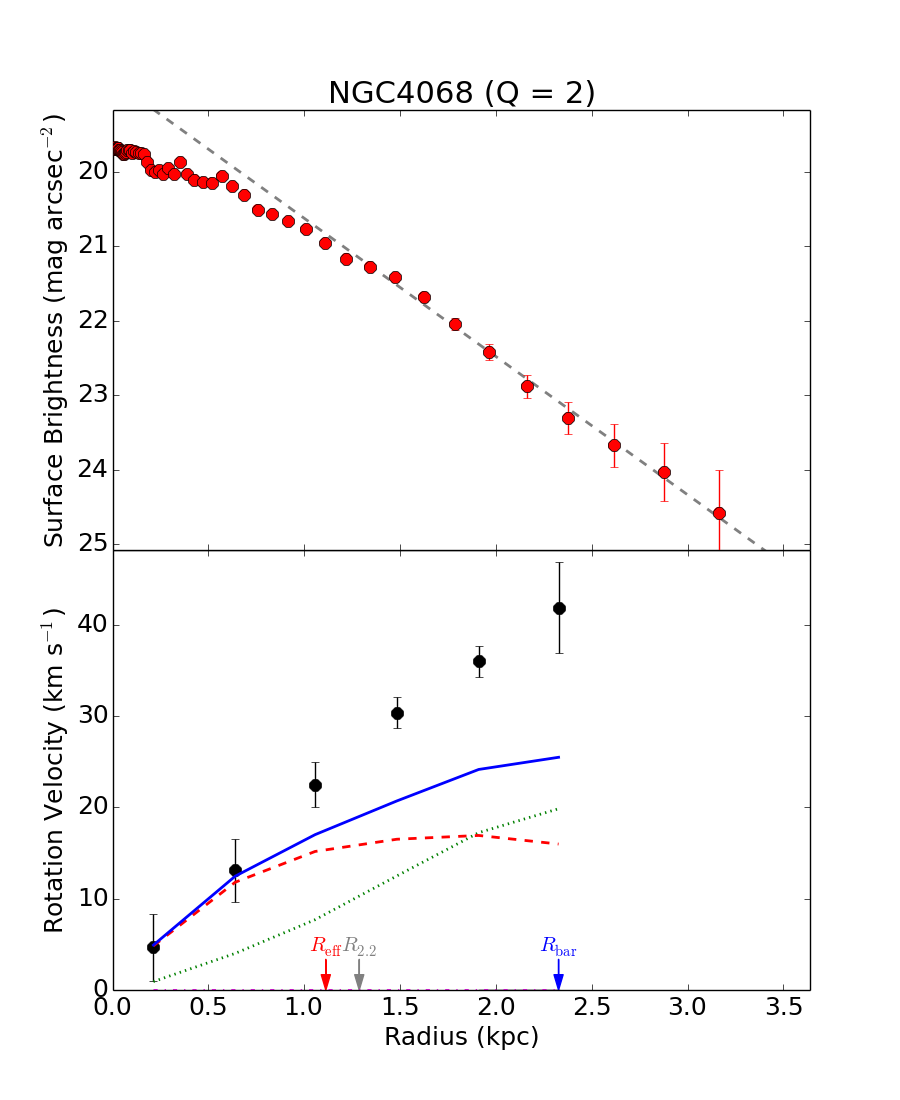 NGC4068 (Q = 2)
Surface Brightness (mag arcsec⁻²)
20
21
22
23
24
25
Rotation Velocity (km s⁻¹)
40
30
20
10
0
R_eff R_2.2 R_bar
0.0 0.5 1.0 1.5 2.0 2.5 3.0 3.5
Radius (kpc)